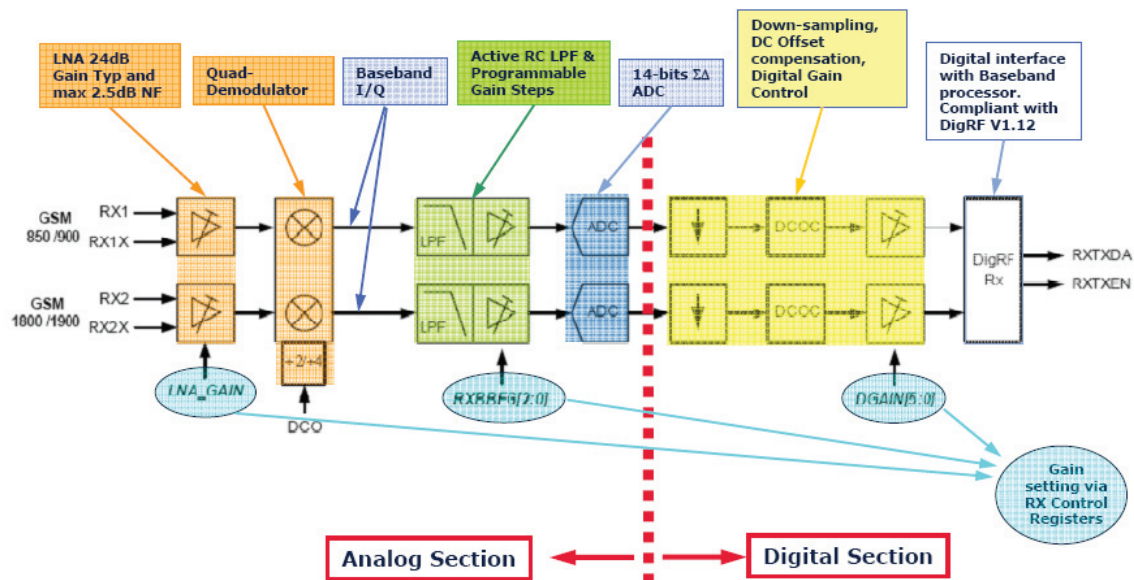 LNA 24dB
Gain Typ and
max 2.5dB NF
Quad-
Demodulator
Baseband
I/Q
Active RC LPF &
Programmable
Gain Steps
14-bits ΣΔ
ADC
Down-sampling,
DC Offset
compensation,
Digital Gain
Control
Digital interface
with Baseband
processor.
Compliant with
DigRF V1.12
GSM
850 /900
RX1
RX1X
GSM
1800 /1900
RX2
RX2X
LPF
ADC
DCOC
LPF
ADC
DCOC
DigRF
Rx
RXTXDA
RXTXEN
÷2/÷4
DCO
LNA_GAIN
RXBBFG[2:0]
DGAIN[5:0]
Gain
setting via
RX Control
Registers
Analog Section
Digital Section